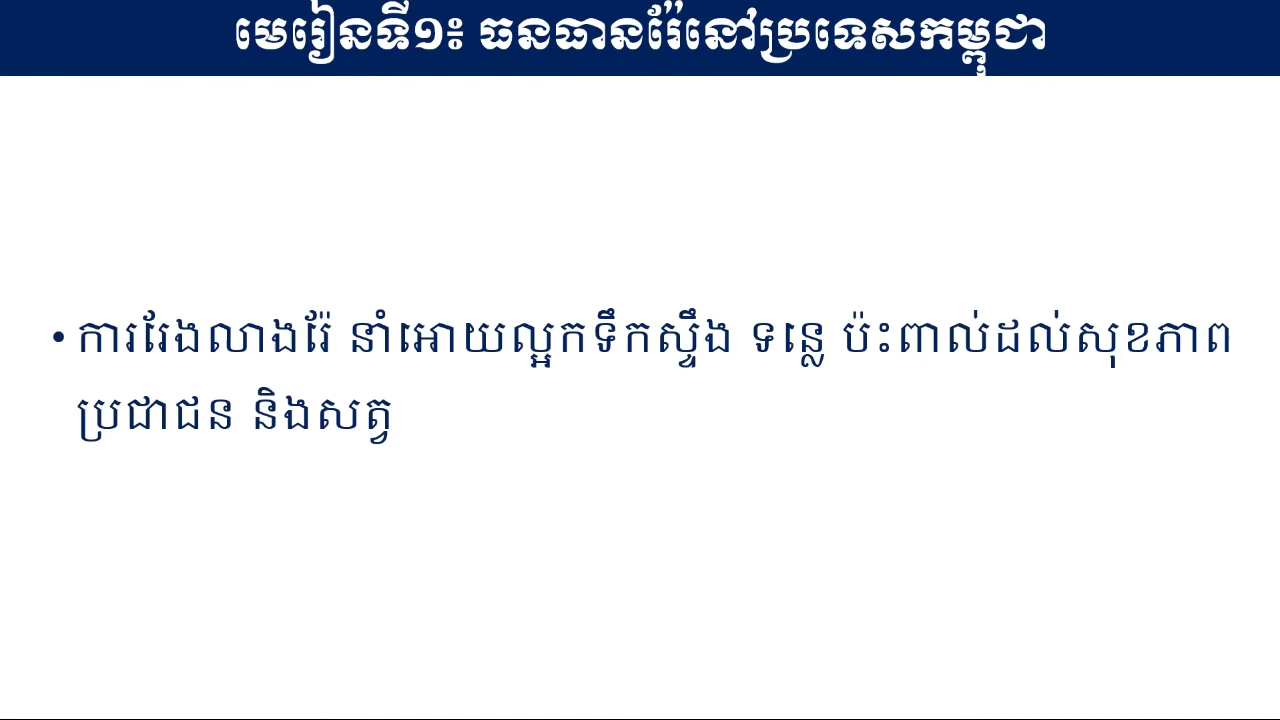 មេរៀនទី១៖ ធនធានរ៉ែនៅប្រទេសកម្ពុជា
• ការរែងលាងរ៉ែ នាំអោយល្អកទឹកស្ទឹង ទន្លេ ប៉ះពាល់ដល់សុខភាព
ប្រជាជន និងសត្វ